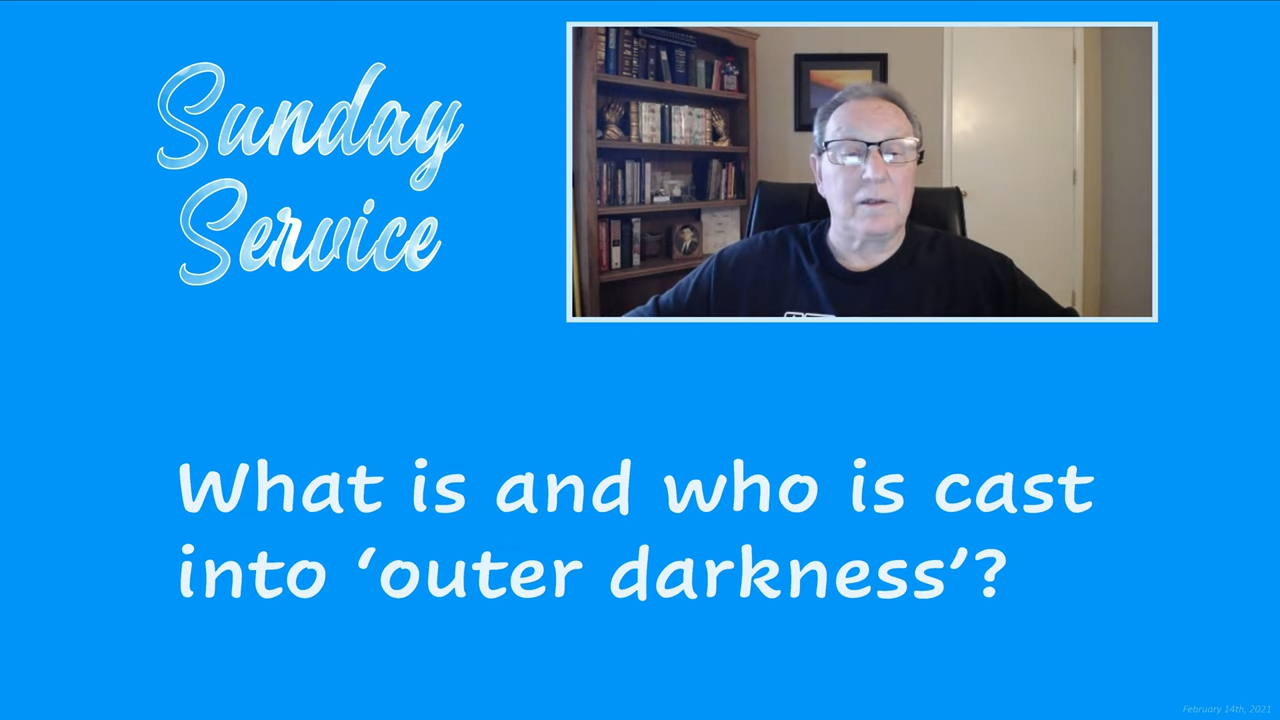 Sunday
Service
What is and who is cast
into ‘outer darkness’?
February 14th, 2021